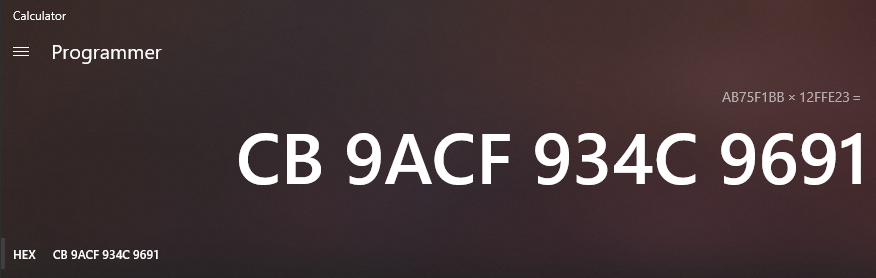 Calculator
Programmer
AB75F1BB × 12FFE23 =
CB 9ACF 934C 9691
HEX CB 9ACF 934C 9691